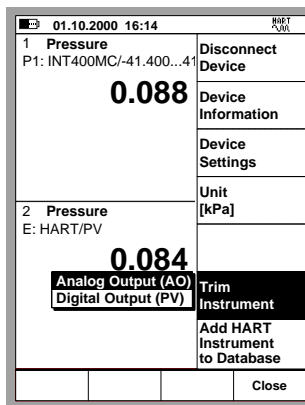 01.10.2000 16:14
HART
1 Pressure
P1: INT400MC/-41.400...41
0.088
2 Pressure
E: HART/PV
0.084
Analog Output (AO)
Digital Output (PV)
Disconnect
Device
Device
Information
Device
Settings
Unit
[kPa]
Trim
Instrument
Add HART
Instrument
to Database
Close